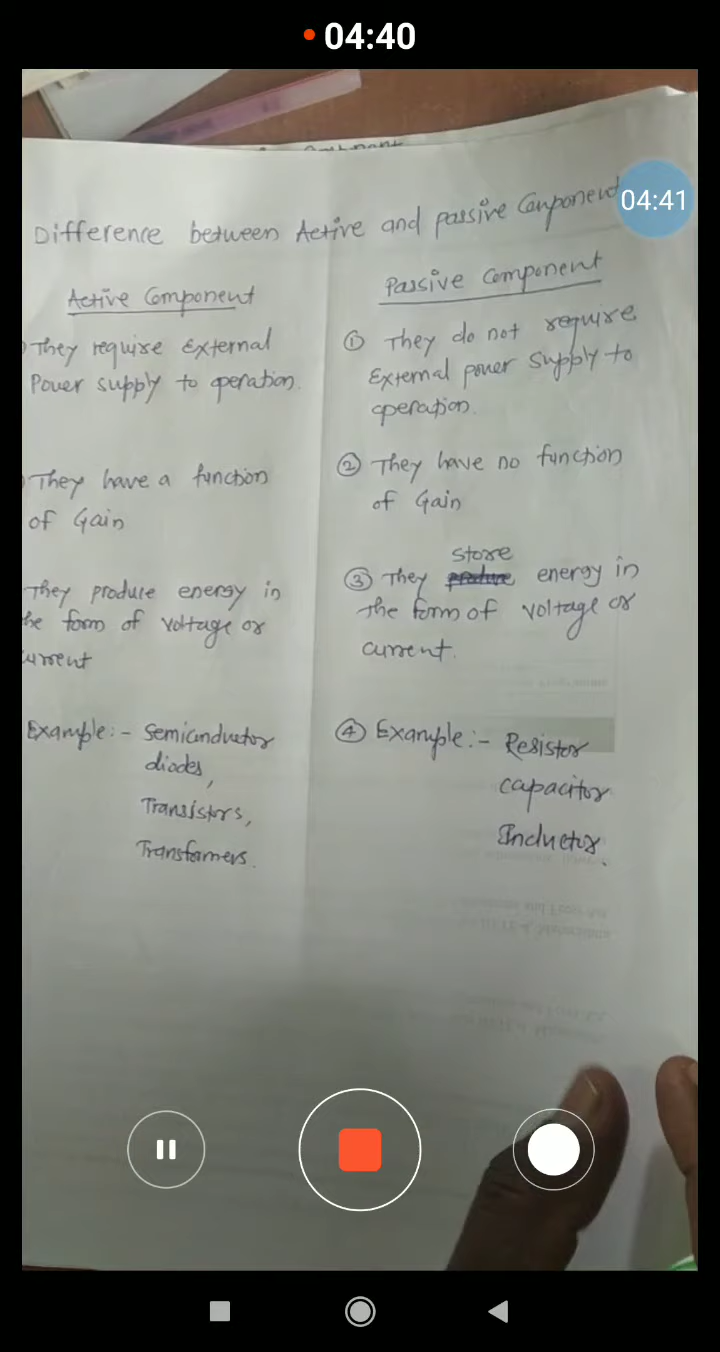 04:40
04:41
Difference between Active and passive Component
Active Component
They require External
Power supply to operation.
They have a function
of Gain
They produce energy in
he form of voltage or
urrent
Example:- Semiconductor
diodes,
Transistors,
Transformers.
Passive Component
① They do not require
External power supply to
operation.
② They have no function
of Gain
store
③ They energy in
the form of voltage or
current.
④ Example:- Resistor
capacitor
Inductor.